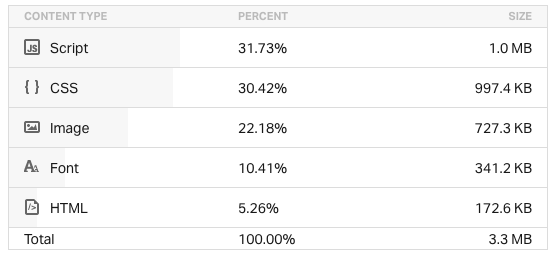 CONTENT TYPE PERCENT SIZE
JS Script 31.73% 1.0 MB
{ } CSS 30.42% 997.4 KB
Image 22.18% 727.3 KB
AA Font 10.41% 341.2 KB
</> HTML 5.26% 172.6 KB
Total 100.00% 3.3 MB